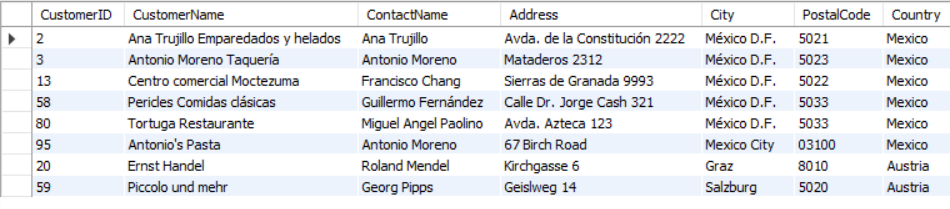 CustomerID CustomerName ContactName Address City PostalCode Country
2 Ana Trujillo Emparedados y helados Ana Trujillo Avda. de la Constitución 2222 México D.F. 5021 Mexico
3 Antonio Moreno Taquería Antonio Moreno Mataderos 2312 México D.F. 5023 Mexico
13 Centro comercial Moctezuma Francisco Chang Sierras de Granada 9993 México D.F. 5022 Mexico
58 Pericles Comidas clásicas Guillermo Fernández Calle Dr. Jorge Cash 321 México D.F. 5033 Mexico
80 Tortuga Restaurante Miguel Angel Paolino Avda. Azteca 123 México D.F. 5033 Mexico
95 Antonio's Pasta Antonio Moreno 67 Birch Road Mexico City 03100 Mexico
20 Ernst Handel Roland Mendel Kirchgasse 6 Graz 8010 Austria
59 Piccolo und mehr Georg Pipps Geislweg 14 Salzburg 5020 Austria